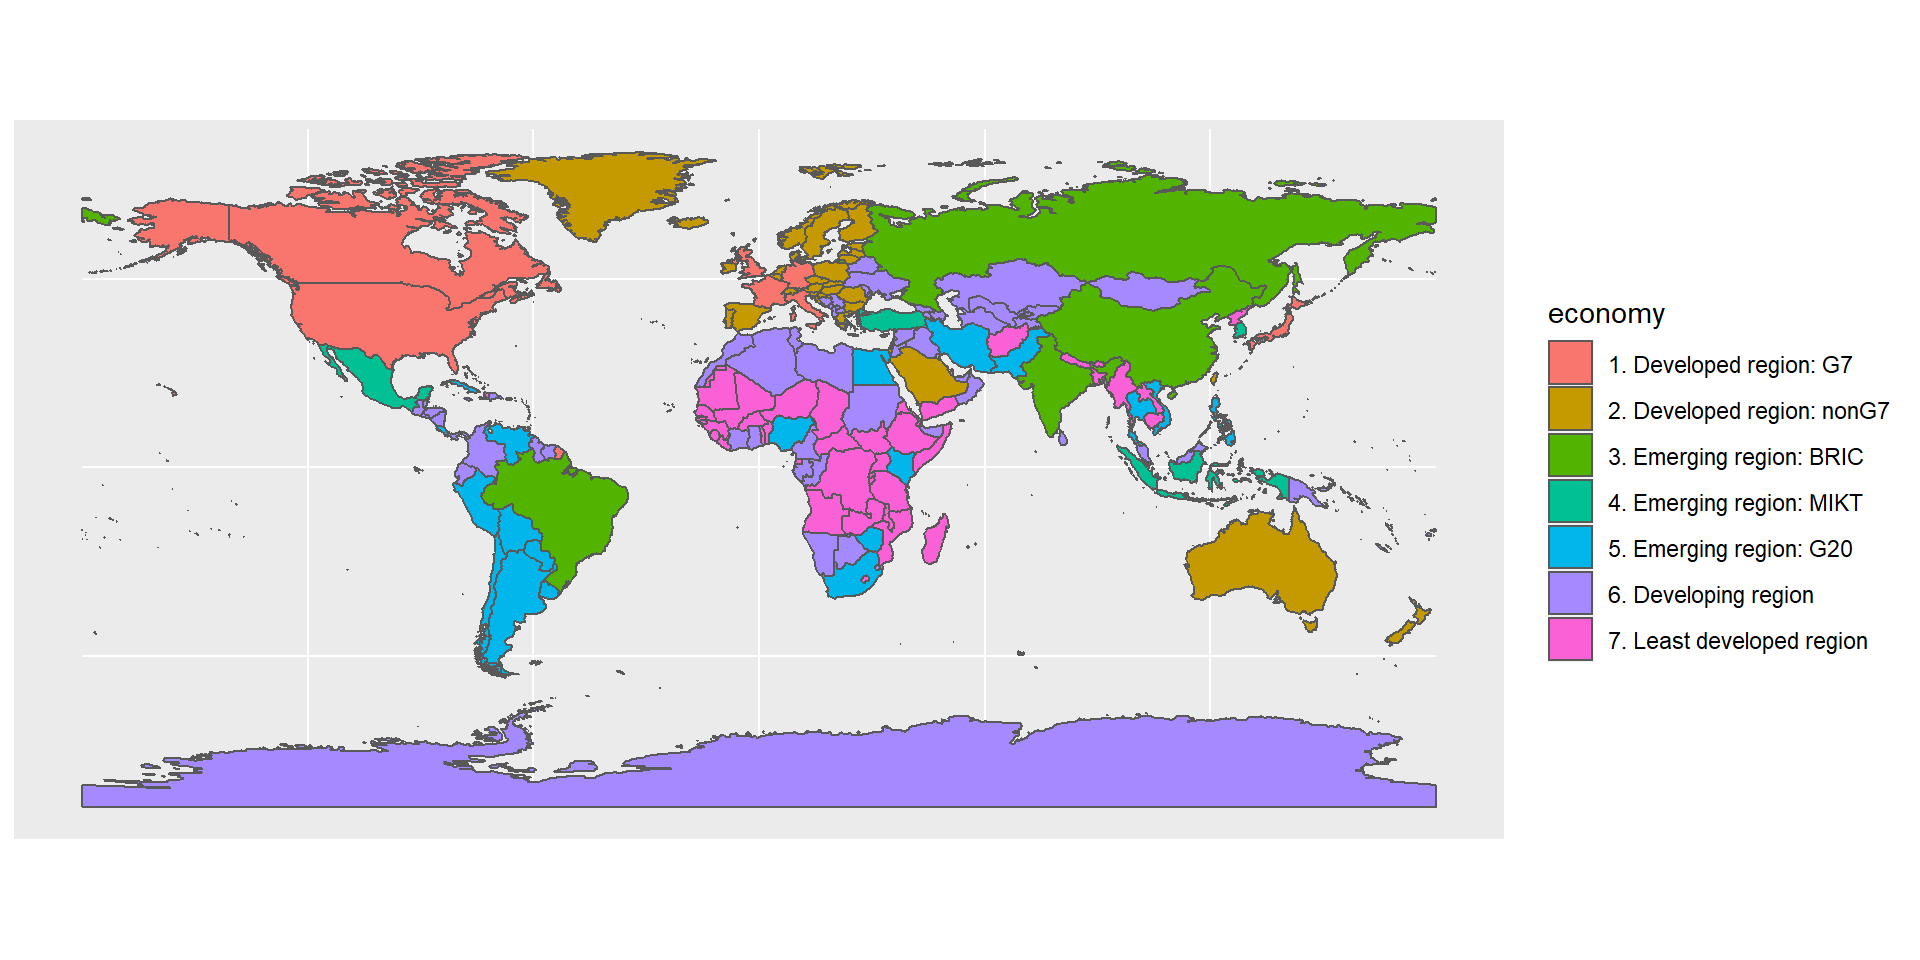 economy
1. Developed region: G7
2. Developed region: nonG7
3. Emerging region: BRIC
4. Emerging region: MIKT
5. Emerging region: G20
6. Developing region
7. Least developed region